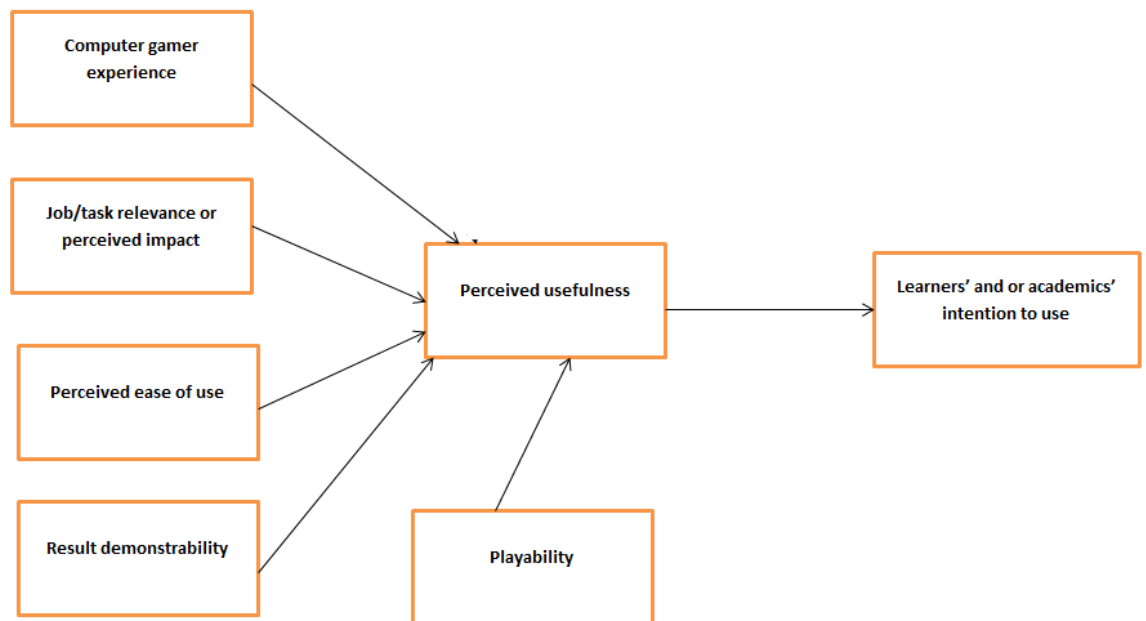 Computer gamer
experience
Job/task relevance or
perceived impact
Perceived usefulness
Learners’ and or academics’
intention to use
Perceived ease of use
Result demonstrability
Playability